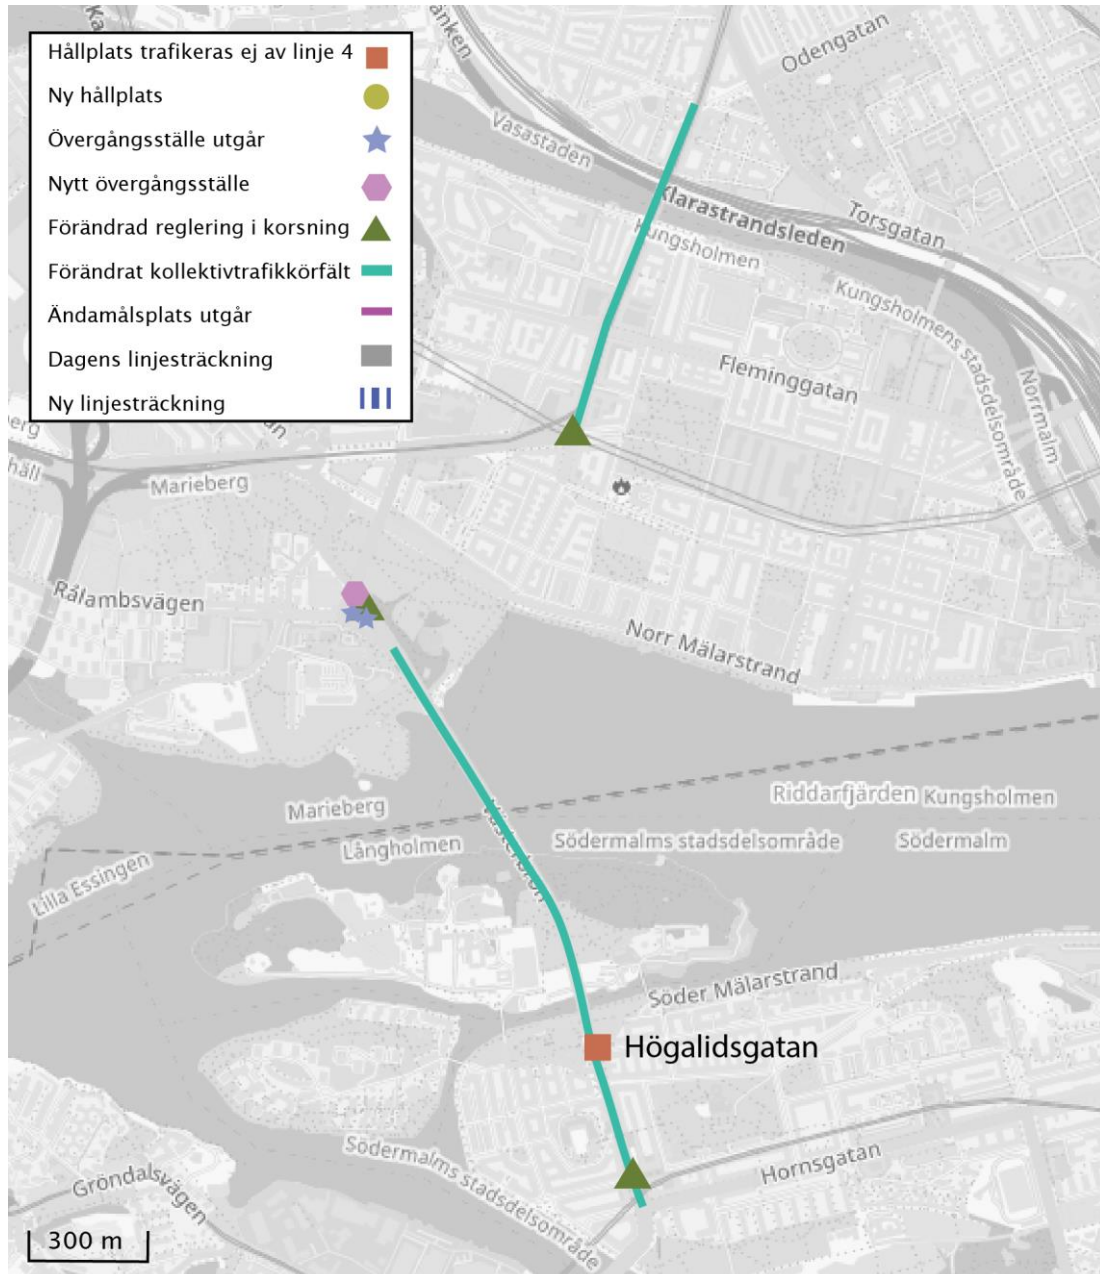 Hållplats trafikeras ej av linje 4
Ny hållplats
Övergångsställe utgår
Nytt övergångsställe
Förändrad reglering i korsning
Förändrat kollektivtrafikkörfält
Ändamålsplats utgår
Dagens linjesträckning
Ny linjesträckning
Odengatan
Vasastaden
Klarastrandsleden
Torsgatan
Kungsholmen
Kungsholmens stadsdelsområde
Norrmalm
Fleminggatan
Marieberg
Rålambsvägen
Norr Mälarstrand
Riddarfjärden
Kungsholmen
Marieberg
Västerbron
Långholmen
Södermalms stadsdelsområde
Södermalm
Lilla Essingen
Söder Mälarstrand
Högalidsgatan
Hornsgatan
Södermalms stadsdelsområde
Gröndalsvägen
300 m